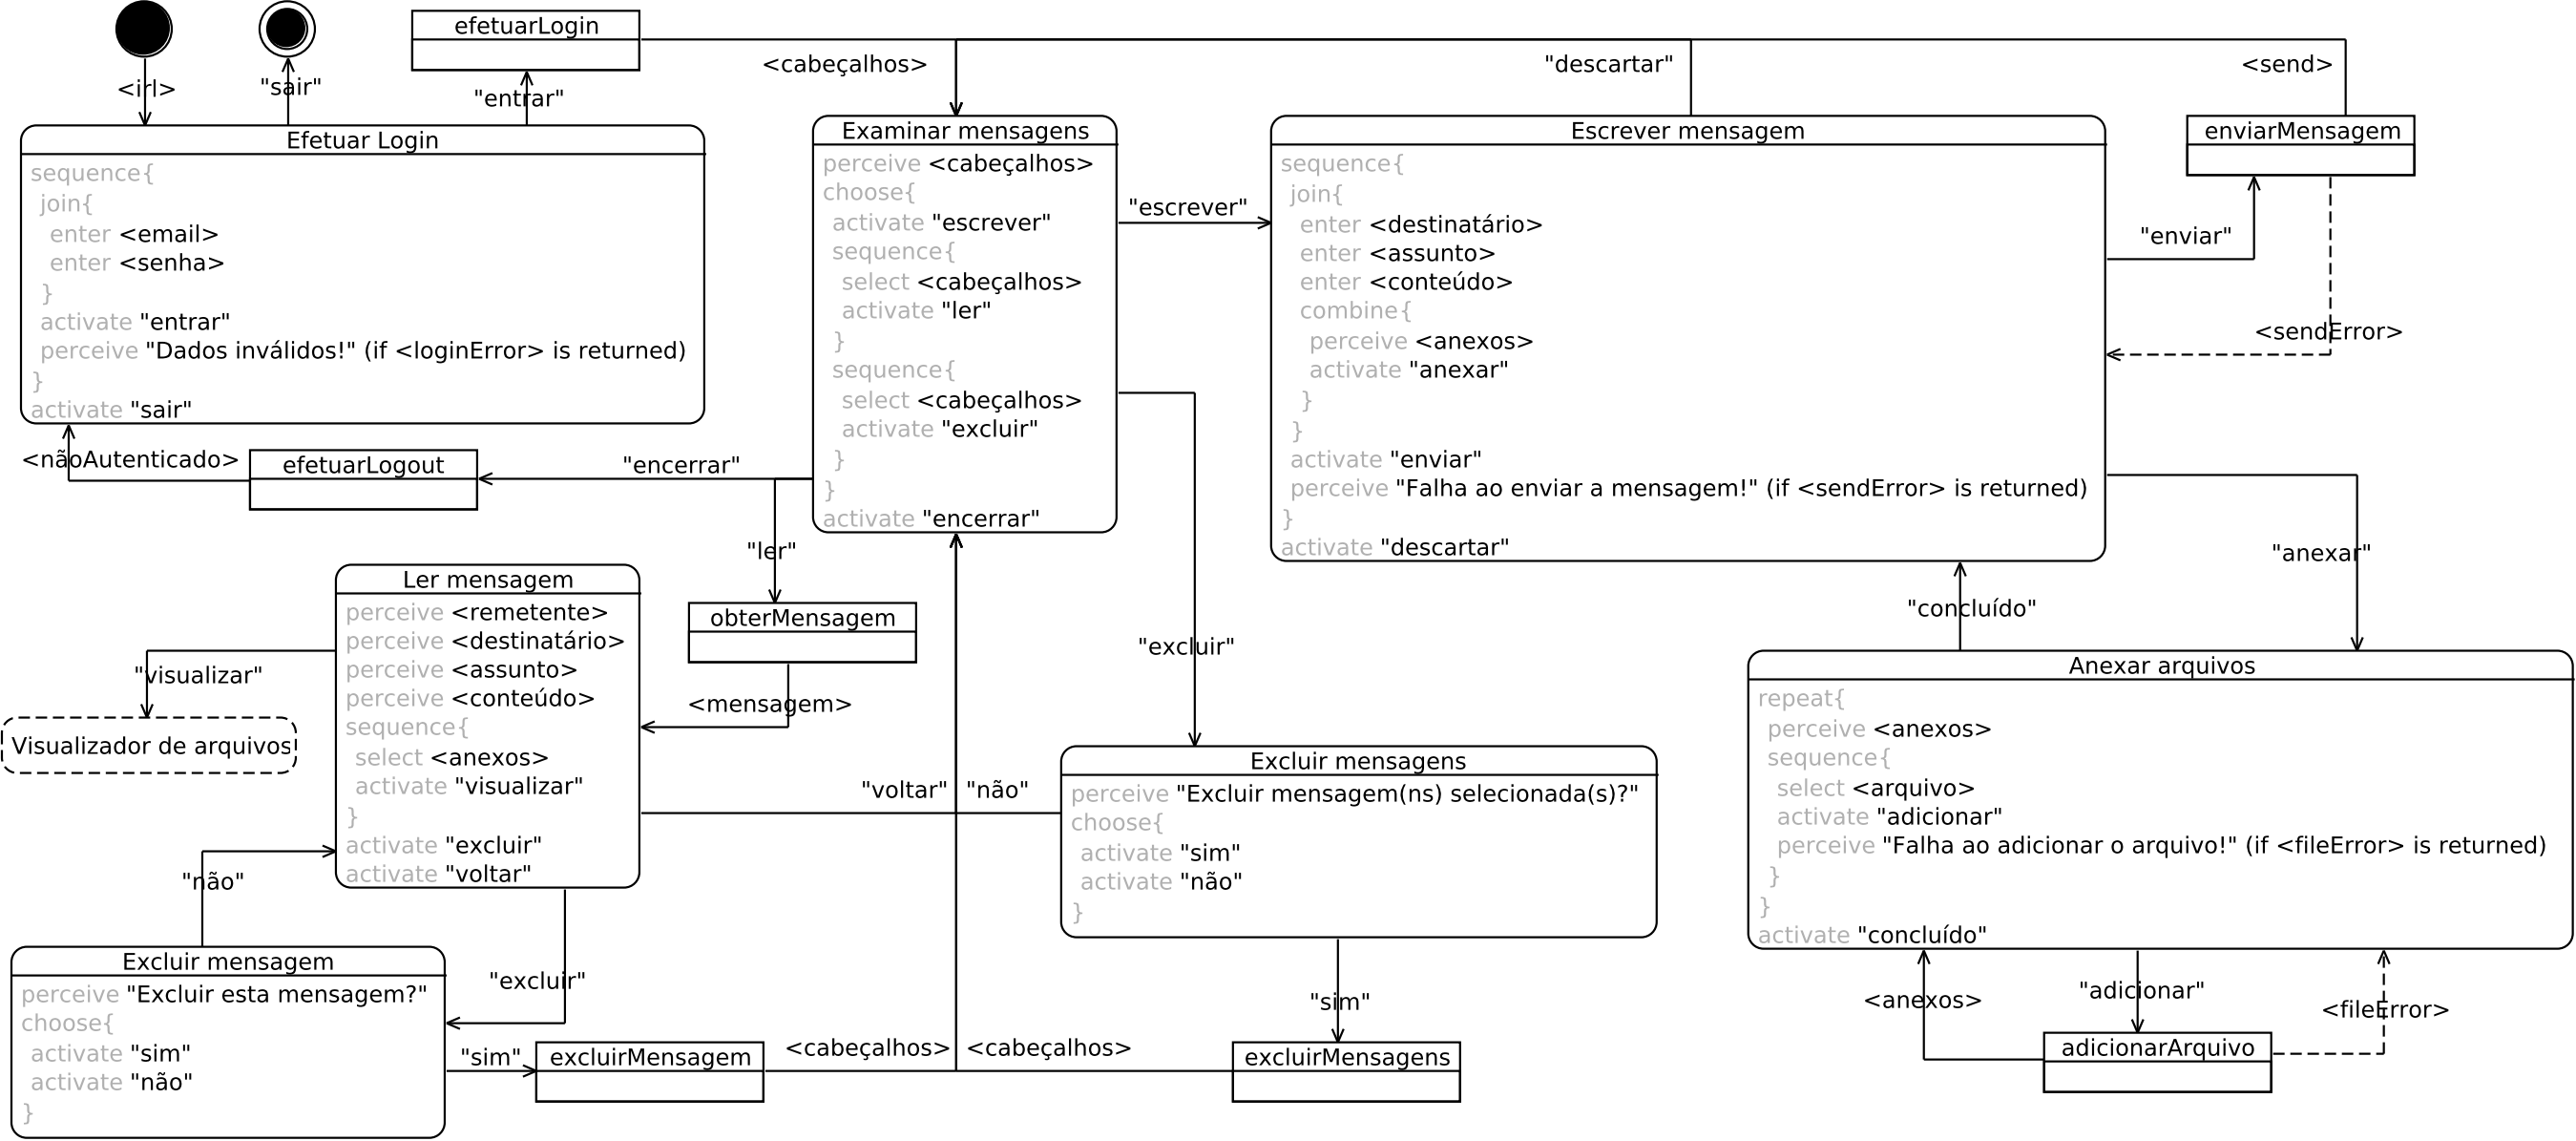 <irl>
"sair"
efetuarLogin
"entrar"
<cabeçalhos>
"descartar"
<send>
Efetuar Login
sequence{
join{
enter <email>
enter <senha>
}
activate "entrar"
perceive "Dados inválidos!" (if <loginError> is returned)
}
activate "sair"
Examinar mensagens
perceive <cabeçalhos>
choose{
activate "escrever"
sequence{
select <cabeçalhos>
activate "ler"
}
sequence{
select <cabeçalhos>
activate "excluir"
}
}
activate "encerrar"
"escrever"
Escrever mensagem
sequence{
join{
enter <destinatário>
enter <assunto>
enter <conteúdo>
combine{
perceive <anexos>
activate "anexar"
}
}
activate "enviar"
perceive "Falha ao enviar a mensagem!" (if <sendError> is returned)
}
activate "descartar"
enviarMensagem
"enviar"
<sendError>
<nãoAutenticado>
efetuarLogout
"encerrar"
"ler"
"anexar"
"concluído"
Ler mensagem
perceive <remetente>
perceive <destinatário>
perceive <assunto>
perceive <conteúdo>
sequence{
select <anexos>
activate "visualizar"
}
activate "excluir"
activate "voltar"
obterMensagem
<mensagem>
"excluir"
"visualizar"
Visualizador de arquivos
"voltar"
"não"
Excluir mensagens
perceive "Excluir mensagem(ns) selecionada(s)?"
choose{
activate "sim"
activate "não"
}
Anexar arquivos
repeat{
perceive <anexos>
sequence{
select <arquivo>
activate "adicionar"
perceive "Falha ao adicionar o arquivo!" (if <fileError> is returned)
}
}
activate "concluído"
"não"
Excluir mensagem
perceive "Excluir esta mensagem?"
choose{
activate "sim"
activate "não"
}
"excluir"
"sim"
excluirMensagem
<cabeçalhos>
<cabeçalhos>
"sim"
excluirMensagens
<anexos>
"adicionar"
<fileError>
adicionarArquivo